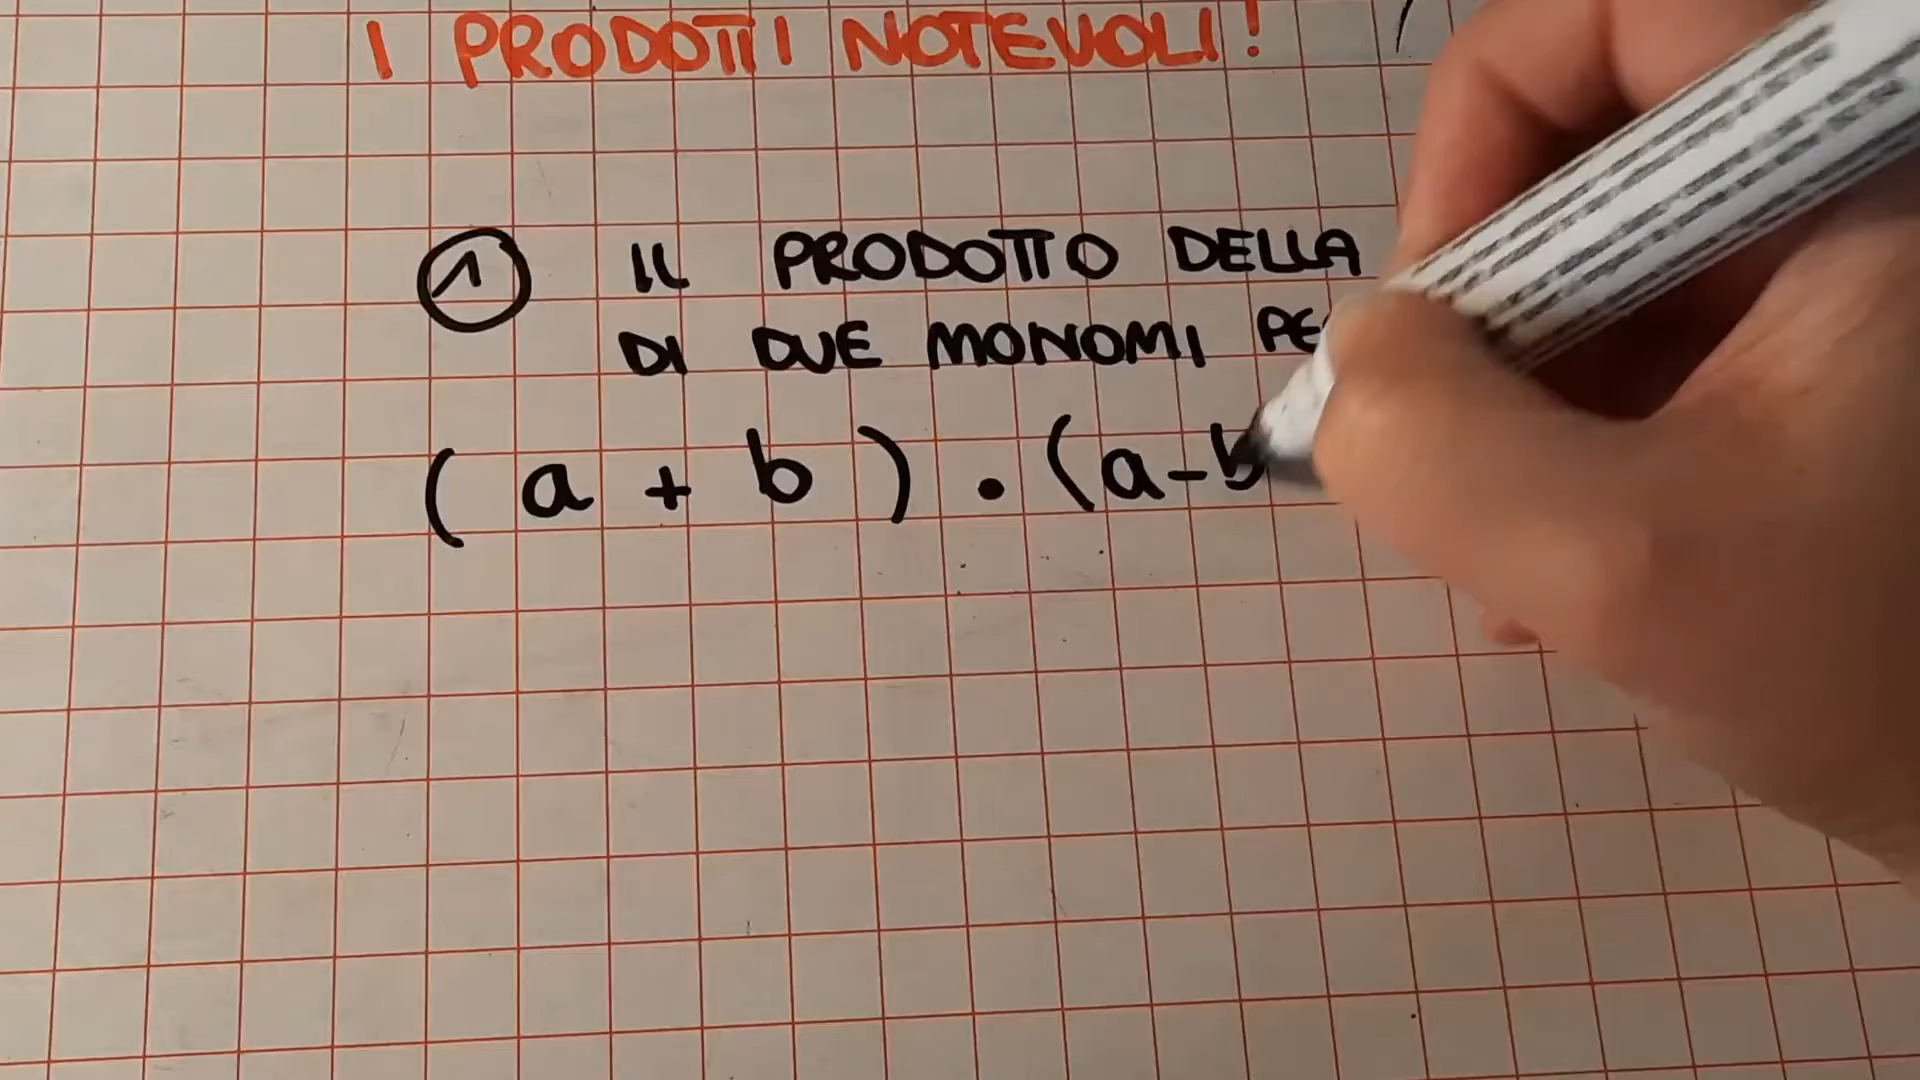 I PRODOTTI NOTEVOLI!
1 IL PRODOTTO DELLA
DI DUE MONOMI
( a + b ) • (a-b